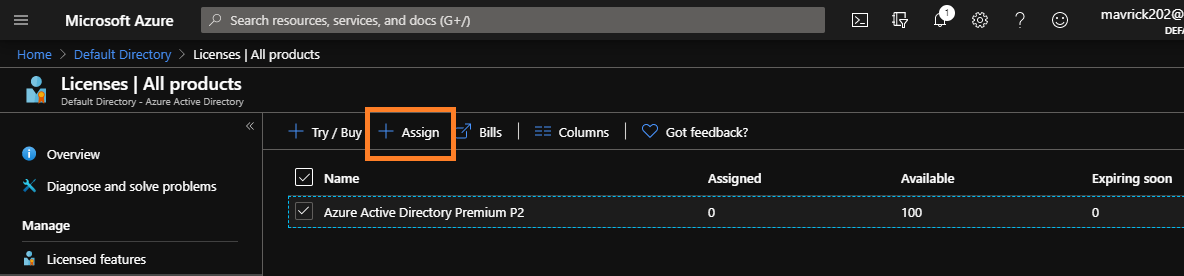 Microsoft Azure
Search resources, services, and docs (G+/)
1
mavrick202@
DEFA
Home > Default Directory > Licenses | All products
Licenses | All products
Default Directory - Azure Active Directory
«
+ Try / Buy + Assign Bills Columns Got feedback?
Overview
Diagnose and solve problems
Manage
Licensed features
Name Assigned Available Expiring soon
Azure Active Directory Premium P2 0 100 0